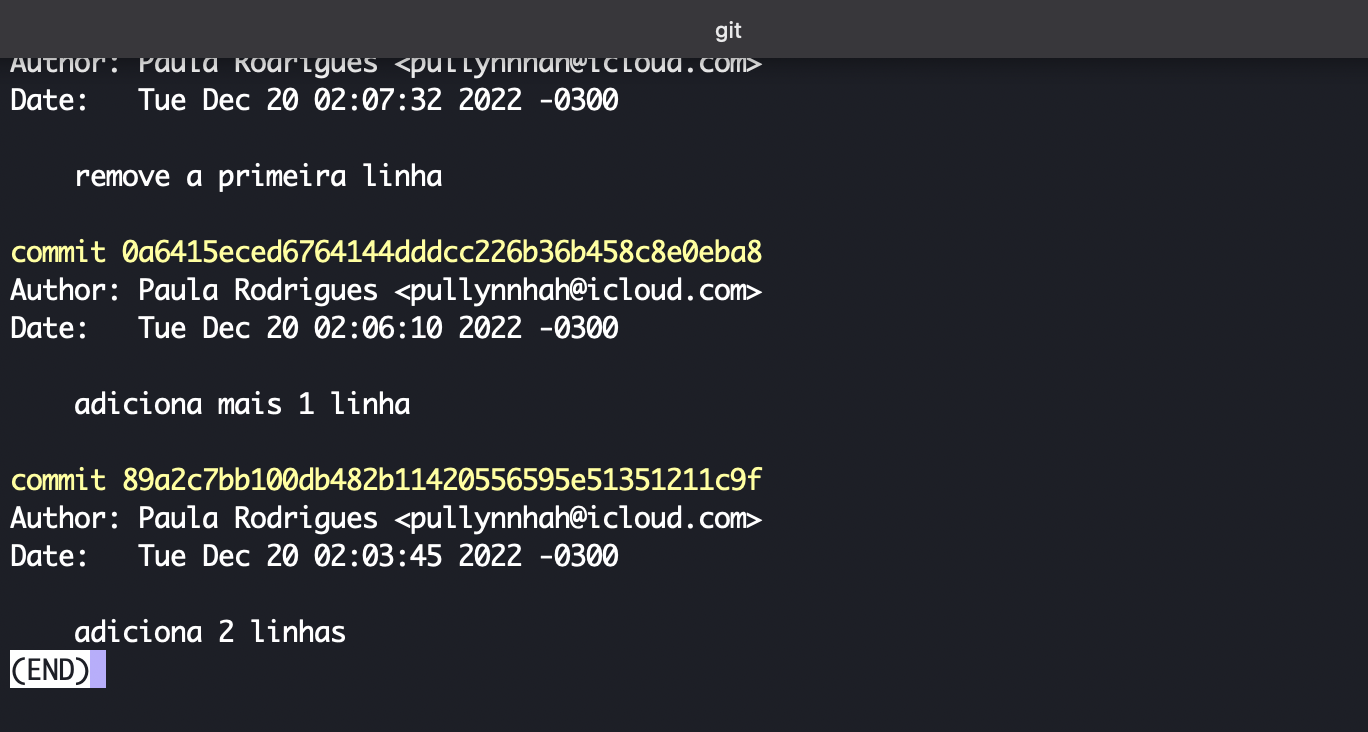 git
Author: Paula Rodrigues <pullynnhah@icloud.com>
Date:   Tue Dec 20 02:07:32 2022 -0300
remove a primeira linha
commit 0a6415eced6764144dddcc226b36b458c8e0eba8
Author: Paula Rodrigues <pullynnhah@icloud.com>
Date:   Tue Dec 20 02:06:10 2022 -0300
adiciona mais 1 linha
commit 89a2c7bb100db482b11420556595e51351211c9f
Author: Paula Rodrigues <pullynnhah@icloud.com>
Date:   Tue Dec 20 02:03:45 2022 -0300
adiciona 2 linhas
(END)